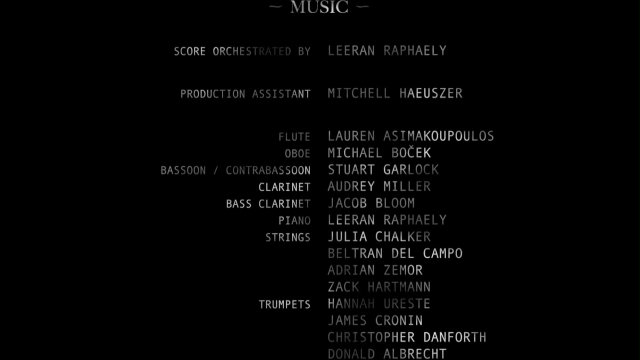 ~ MUSIC ~
SCORE ORCHESTRATED BY LEERAN RAPHAELY
PRODUCTION ASSISTANT MITCHELL HAEUSZER
FLUTE LAUREN ASIMAKOUPOULOS
OBOE MICHAEL BOČEK
BASSOON / CONTRABASSOON STUART GARLOCK
CLARINET AUDREY MILLER
BASS CLARINET JACOB BLOOM
PIANO LEERAN RAPHAELY
STRINGS JULIA CHALKER
BELTRAN DEL CAMPO
ADRIAN ZEMOR
ZACK HARTMANN
TRUMPETS HANNAH URESTE
JAMES CRONIN
CHRISTOPHER DANFORTH
DONALD ALBRECHT